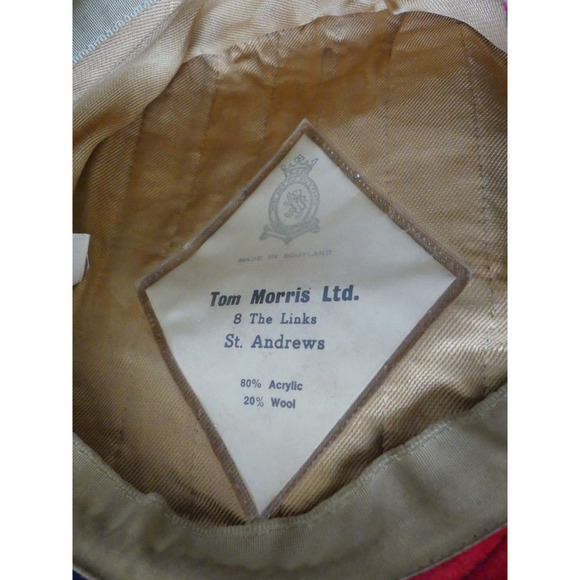 MADE IN SCOTLAND
Tom Morris Ltd.
8 The Links
St. Andrews
80% Acrylic
20% Wool